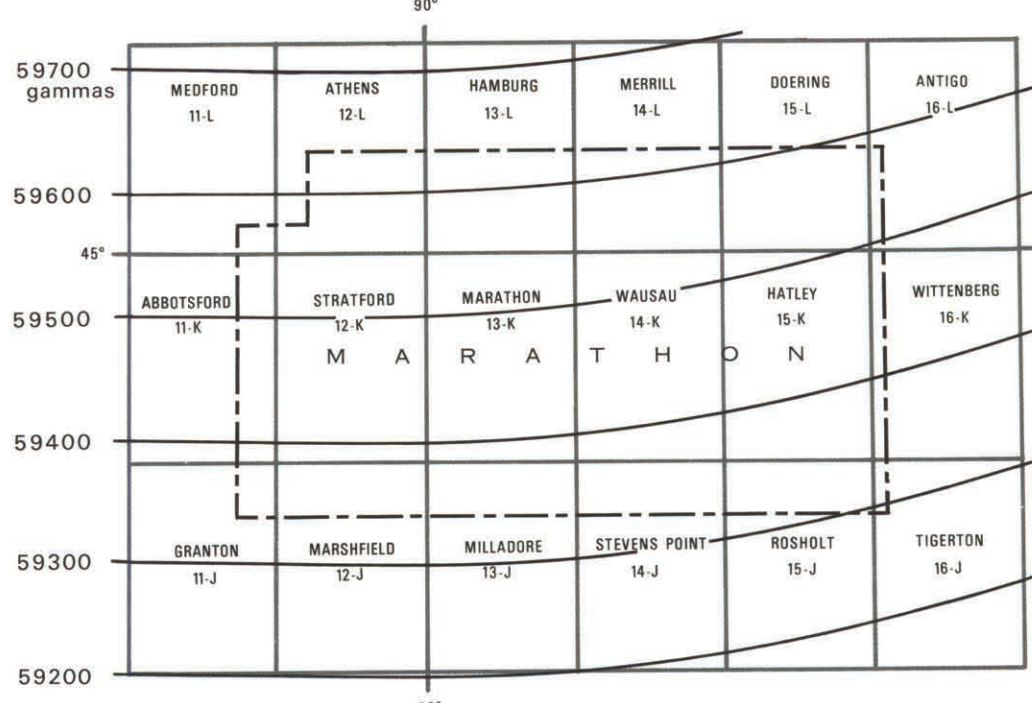 90°
59700
gammas
MEDFORD
11-L
ATHENS
12-L
HAMBURG
13-L
MERRILL
14-L
DOERING
15-L
ANTIGO
16-L
59600
45°
ABBOTSFORD
11-K
STRATFORD
12-K
MARATHON
13-K
WAUSAU
14-K
HATLEY
15-K
WITTENBERG
16-K
59500
M A R A T H O N
59400
GRANTON
11-J
MARSHFIELD
12-J
MILLADORE
13-J
STEVENS POINT
14-J
ROSHOLT
15-J
TIGERTON
16-J
59300
59200